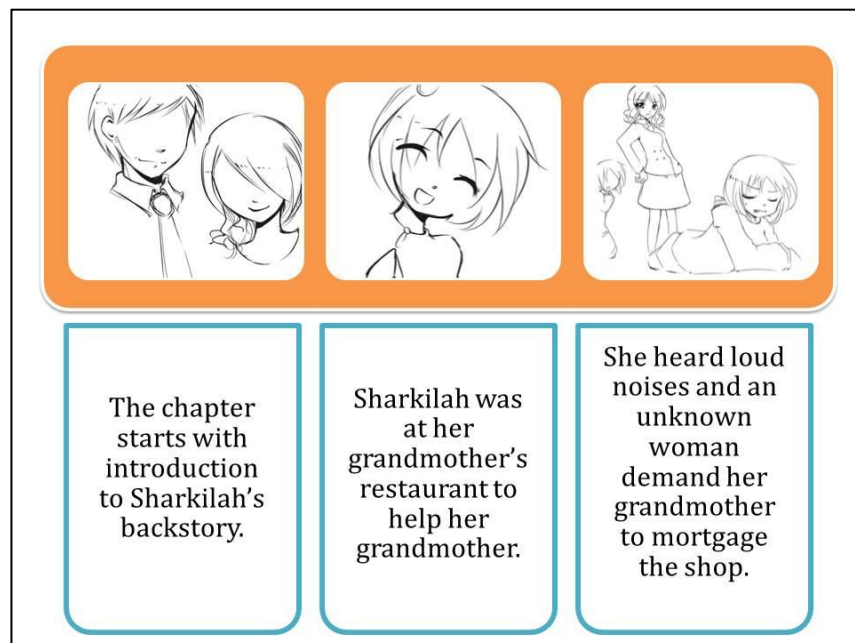 The chapter
starts with
introduction
to Sharkilah’s
backstory.
Sharkilah was
at her
grandmother’s
restaurant to
help her
grandmother.
She heard loud
noises and an
unknown
woman
demand her
grandmother
to mortgage
the shop.